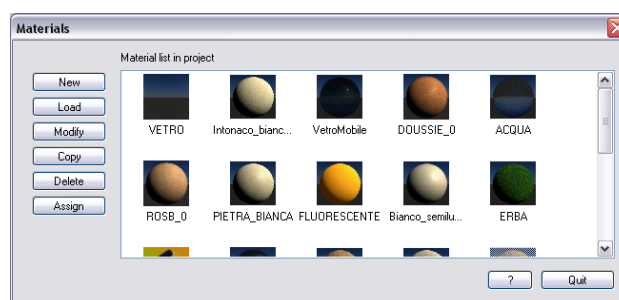 Materials
Material list in project
New
Load
Modify
Copy
Delete
Assign
VETRO Intonaco_bianc... VetroMobile DOUSSIE_0 ACQUA
ROSB_0 PIETRA_BIANCA FLUORESCENTE Bianco_semilu... ERBA
? Quit